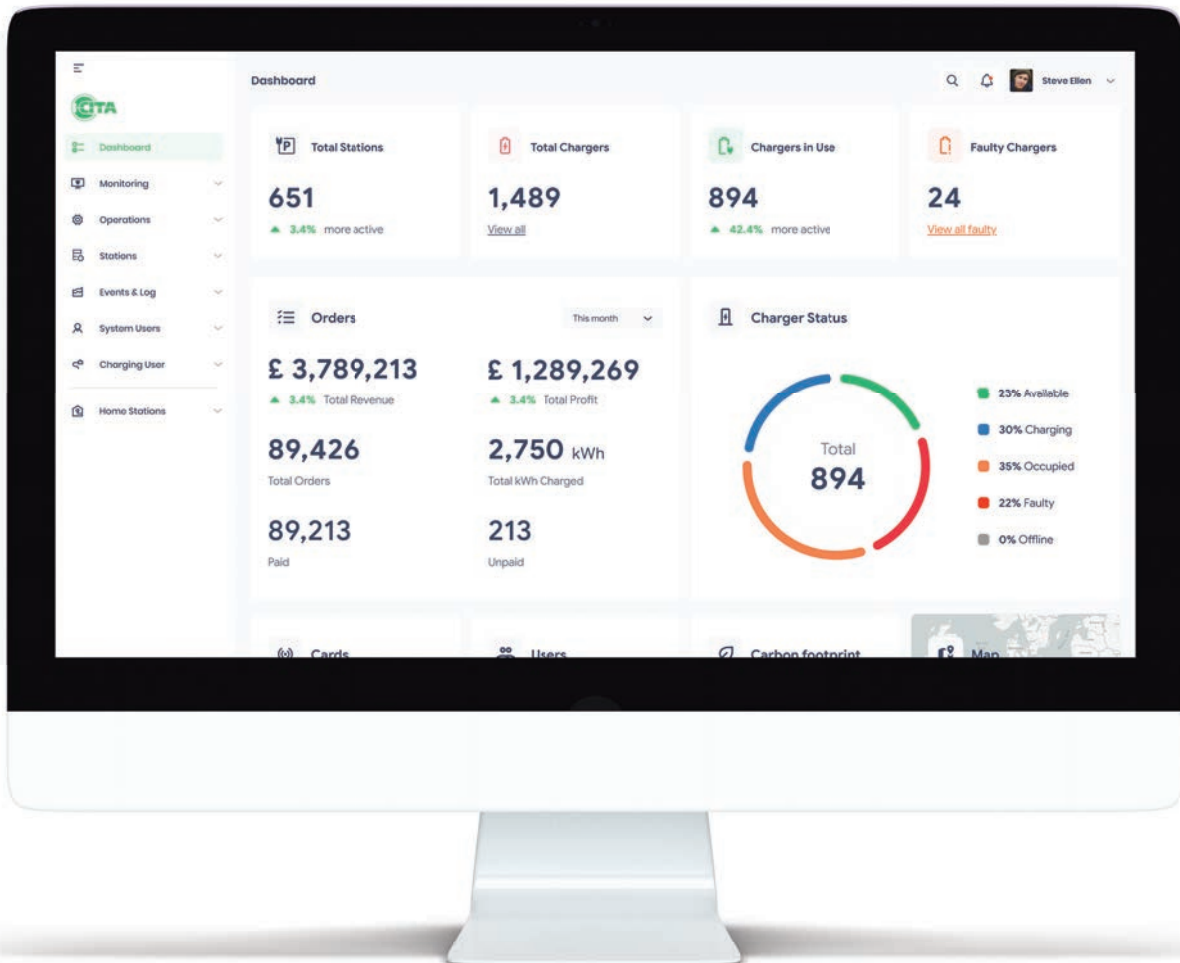 Dashboard
Steve Ellen
CITA
Dashboard
Monitoring
Operations
Stations
Events & Log
System Users
Charging User
Home Stations
Total Stations
651
3.4% more active
Total Chargers
1,489
View all
Chargers in Use
894
42.4% more active
Faulty Chargers
24
View all faulty
Orders
This month
£ 3,789,213
3.4% Total Revenue
£ 1,289,269
3.4% Total Profit
89,426
Total Orders
2,750 kWh
Total kWh Charged
89,213
Paid
213
Unpaid
Charger Status
Total
894
23% Available
30% Charging
35% Occupied
22% Faulty
0% Offline
Cards
Users
Carbon footprint
Map